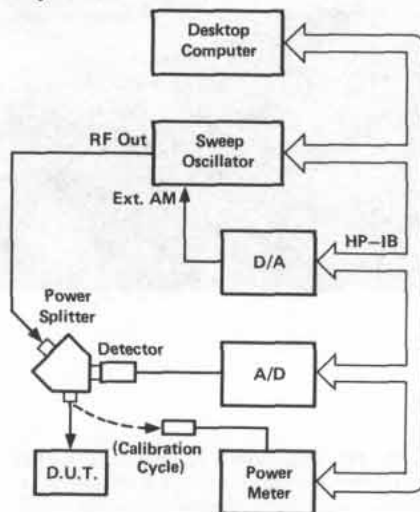 Desktop
Computer
RF Out
Sweep
Oscillator
Ext. AM
HP-IB
D/A
Power
Splitter
Detector
A/D
(Calibration
Cycle)
D.U.T.
Power
Meter